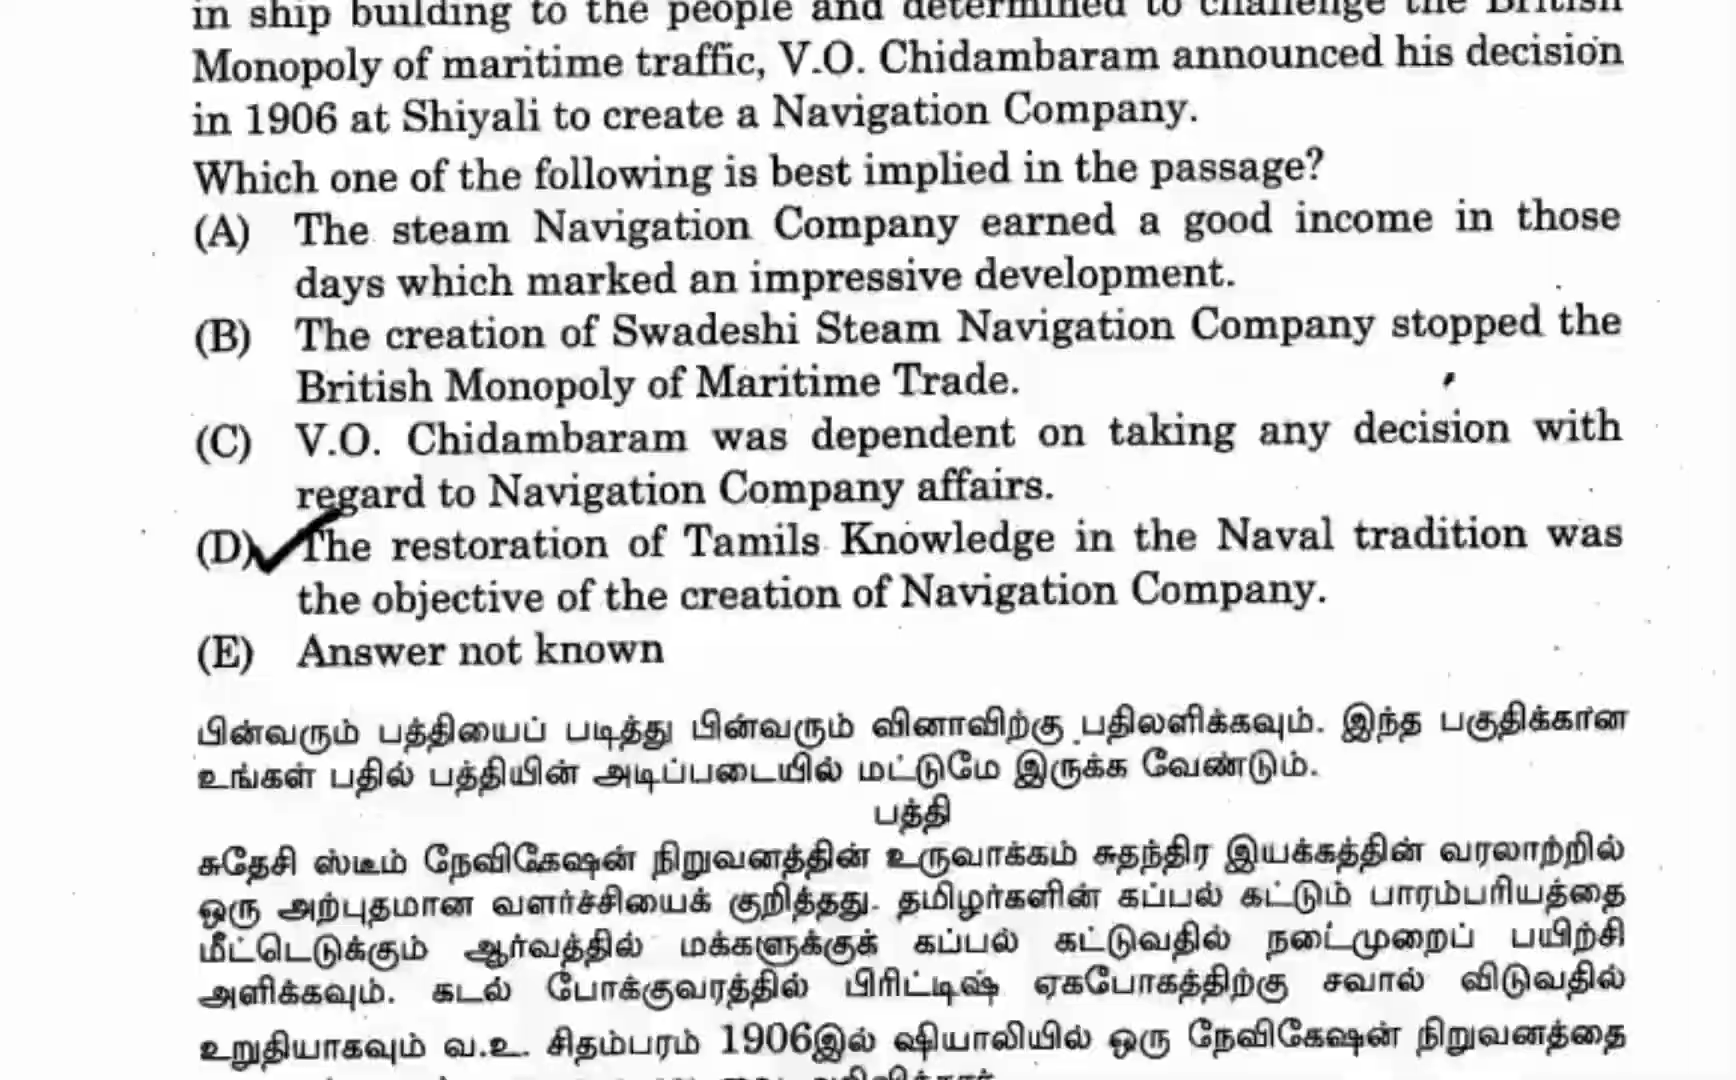 in ship building to the people and determined to challenge the British
Monopoly of maritime traffic, V.O. Chidambaram announced his decision
in 1906 at Shiyali to create a Navigation Company.
Which one of the following is best implied in the passage?
(A) The steam Navigation Company earned a good income in those
days which marked an impressive development.
(B) The creation of Swadeshi Steam Navigation Company stopped the
British Monopoly of Maritime Trade.
(C) V.O. Chidambaram was dependent on taking any decision with
regard to Navigation Company affairs.
(D) The restoration of Tamils Knowledge in the Naval tradition was
the objective of the creation of Navigation Company.
(E) Answer not known
பின்வரும் பத்தியைப் படித்து பின்வரும் வினாவிற்கு பதிலளிக்கவும். இந்த பகுதிக்கான
உங்கள் பதில் பத்தியின் அடிப்படையில் மட்டுமே இருக்க வேண்டும்.
பத்தி
சுதேசி ஸ்டீம் நேவிகேஷன் நிறுவனத்தின் உருவாக்கம் சுதந்திர இயக்கத்தின் வரலாற்றில்
ஒரு அற்புதமான வளர்ச்சியைக் குறித்தது. தமிழர்களின் கப்பல் கட்டும் பாரம்பரியத்தை
மீட்டெடுக்கும் ஆர்வத்தில் மக்களுக்குக் கப்பல் கட்டுவதில் நடைமுறைப் பயிற்சி
அளிக்கவும். கடல் போக்குவரத்தில் பிரிட்டிஷ் ஏகபோகத்திற்கு சவால் விடுவதில்
உறுதியாகவும் வ.உ. சிதம்பரம் 1906இல் ஷியாலியில் ஒரு நேவிகேஷன் நிறுவனத்தை